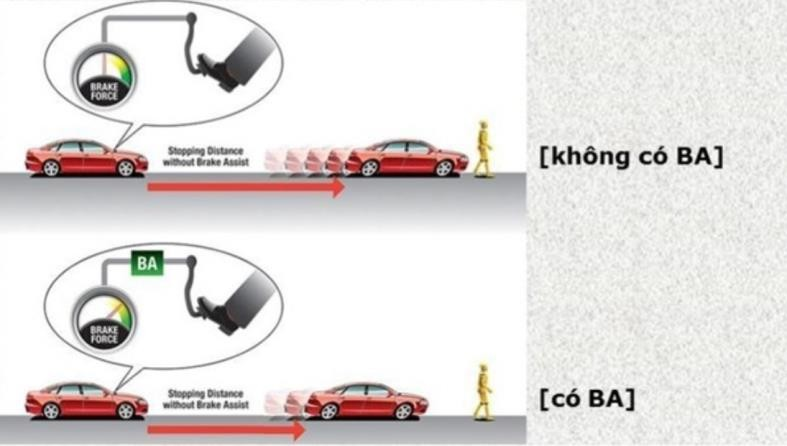 BRAKE
FORCE
Stopping Distance
without Brake Assist
[không có BA]
BA
BRAKE
FORCE
Stopping Distance
without Brake Assist
[có BA]